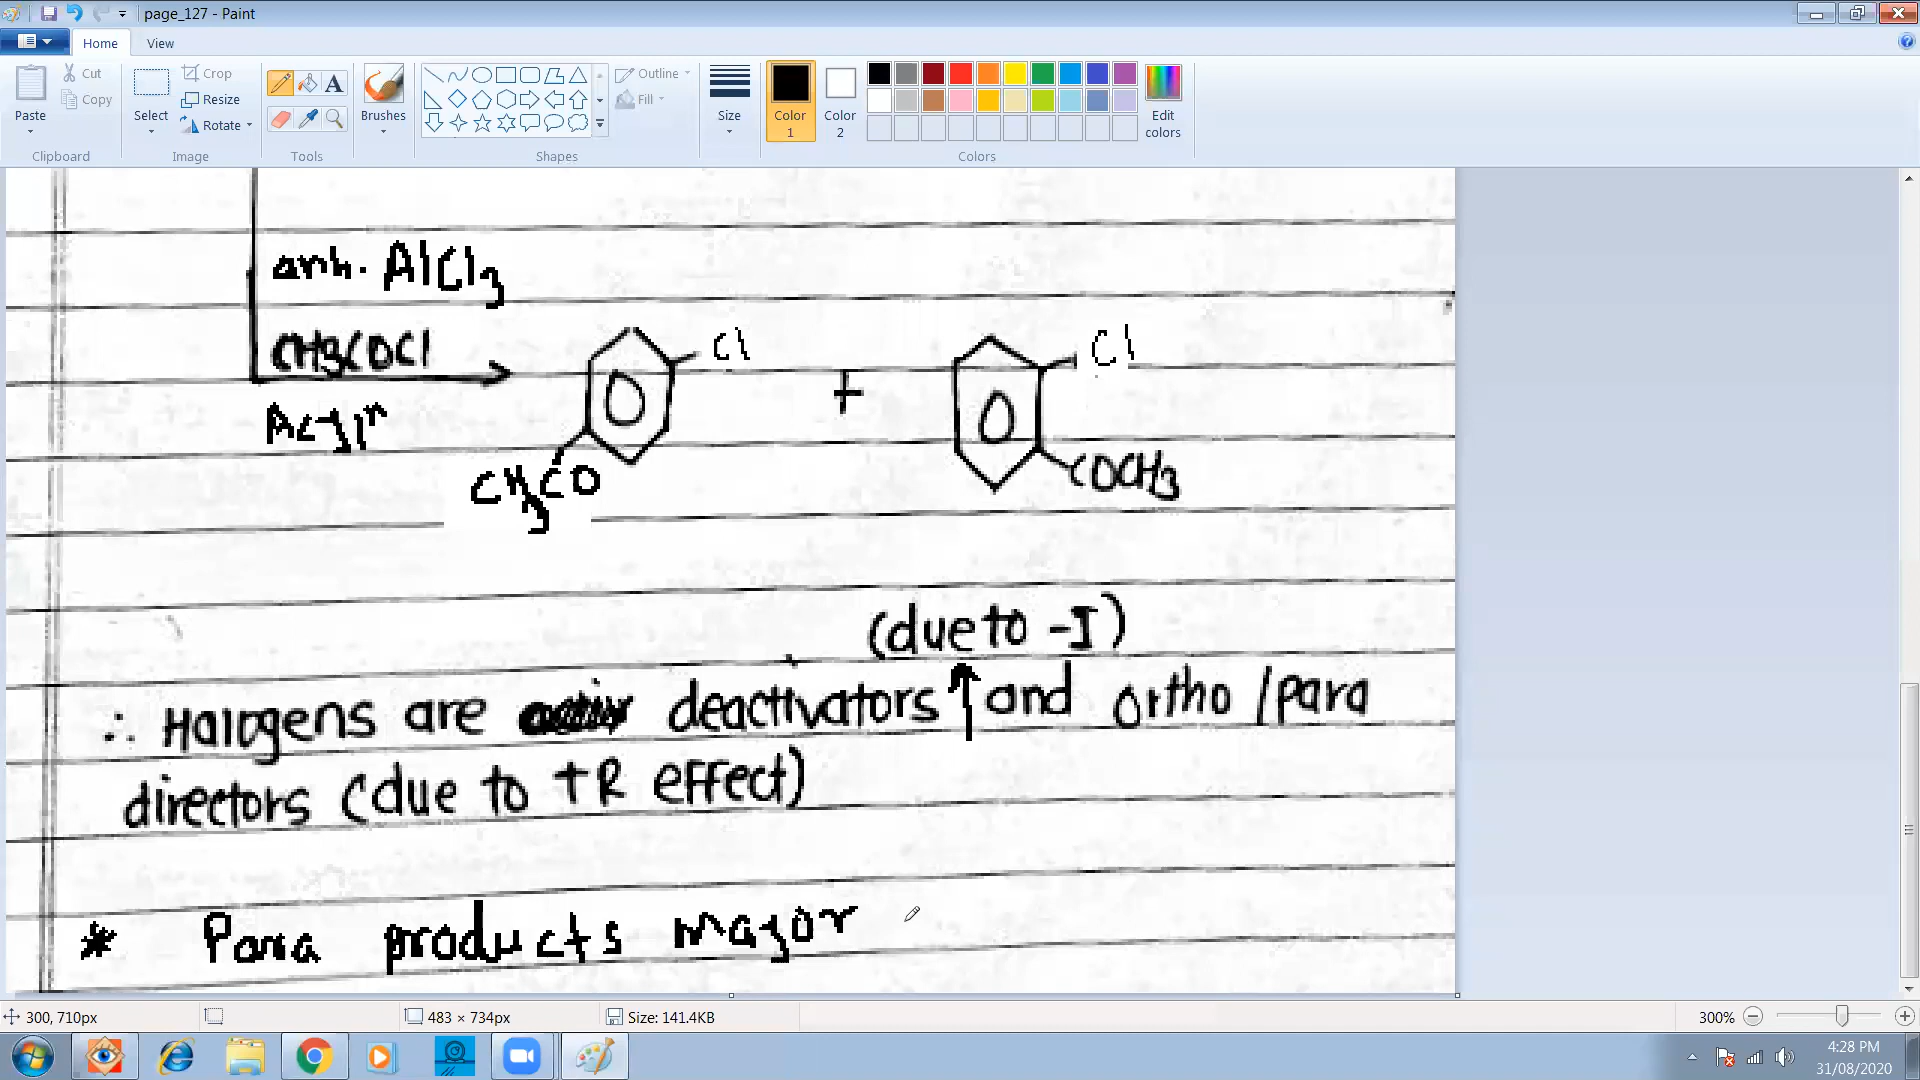 page_127 - Paint
Home View
Cut
Copy
Paste
Clipboard
Crop
Resize
Rotate
Select
Image
Tools
Brushes
Outline
Fill
Shapes
Size
Color 1
Color 2
Edit colors
Colors
anh. AlCl3
CH3COCl
Acyln
Cl
CH3CO
+
Cl
COCH3
(due to -I)
∴ Halogens are deactivators ↑ and ortho/para
directors (due to +R effect)
* Para products major
300, 710px
483 × 734px
Size: 141.4KB
300%
4:28 PM
31/08/2020